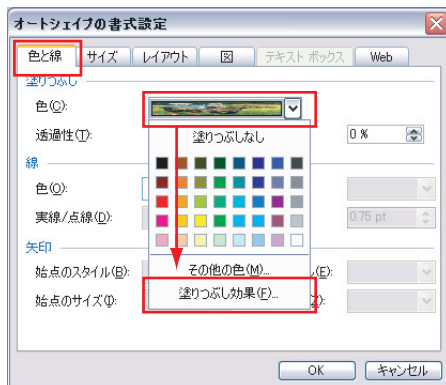 オートシェイプの書式設定
色と線 サイズ レイアウト 図 テキスト ボックス Web
塗りつぶし
色(C):
塗りつぶしなし
透過性(T): 0 %
線
色(O):
実線/点線(D): 0.75 pt
矢印
その他の色(M)...
始点のスタイル(B): ル(E):
塗りつぶし効果(F)...
始点のサイズ(I): (Z):
OK キャンセル